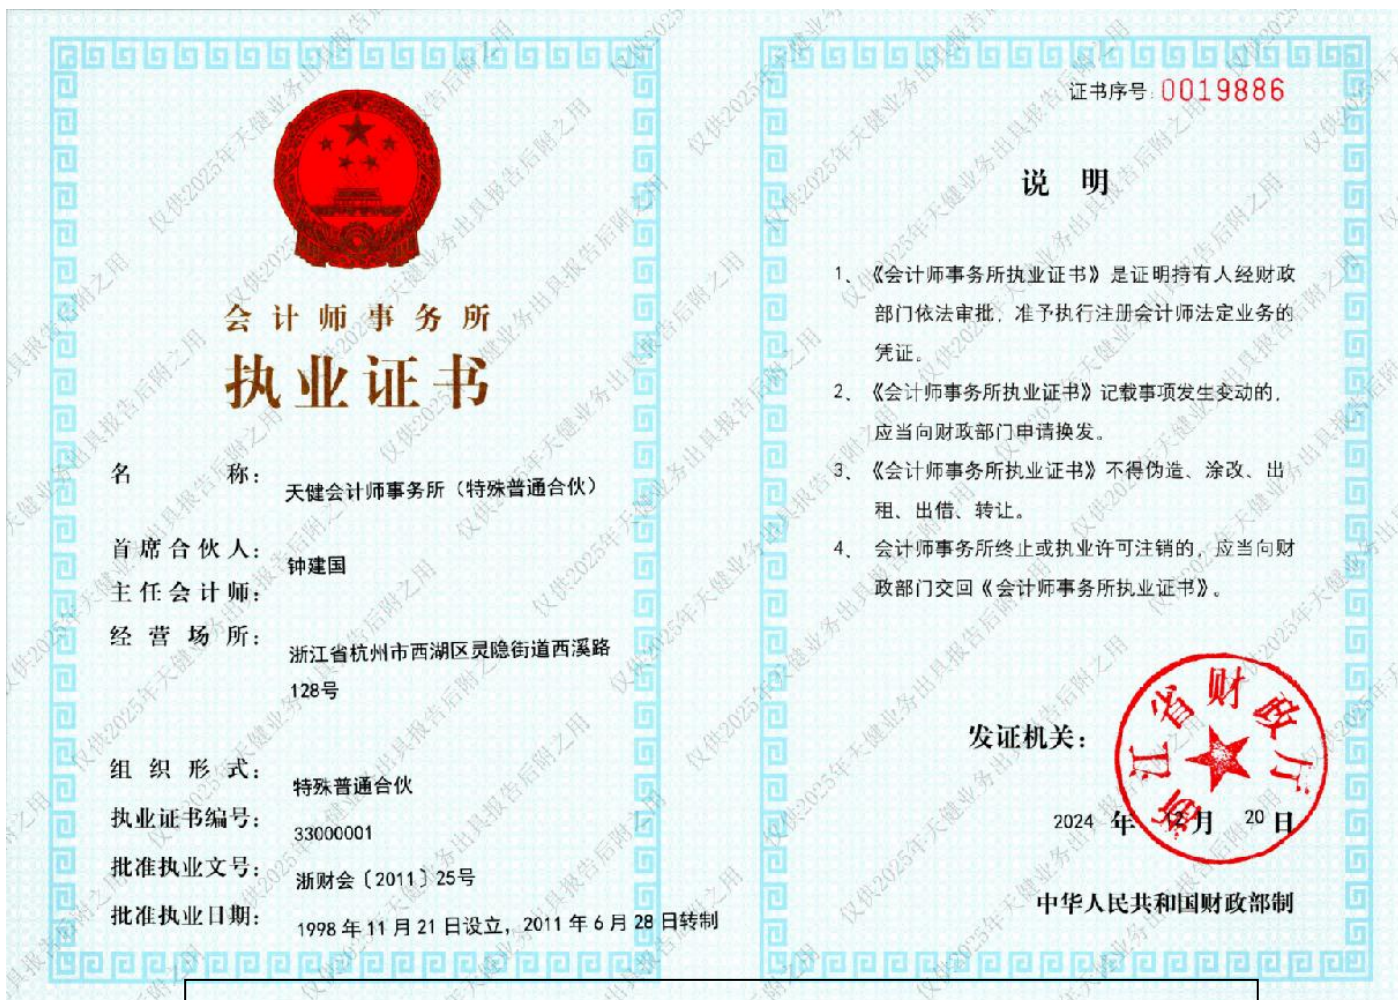 会计师事务所
执业证书
名 称：
天健会计师事务所（特殊普通合伙）
首席合伙人：
钟建国
主任会计师：
经营场所：
浙江省杭州市西湖区灵隐街道西溪路
128号
组织形式：
特殊普通合伙
执业证书编号：
33000001
批准执业文号：
浙财会〔2011〕25号
批准执业日期：
1998年11月21日设立，2011年6月28日转制
证书序号：0019886
说 明
1、《会计师事务所执业证书》是证明持有人经财政
部门依法审批，准予执行注册会计师法定业务的
凭证。
2、《会计师事务所执业证书》记载事项发生变动的，
应当向财政部门申请换发。
3、《会计师事务所执业证书》不得伪造、涂改、出
租、出借、转让。
4、会计师事务所终止或执业许可注销的，应当向财
政部门交回《会计师事务所执业证书》。
发证机关：
浙江省财政厅
2024 年 12 月 20 日
中华人民共和国财政部制
仅供2025年天健业务出具报告后附之用